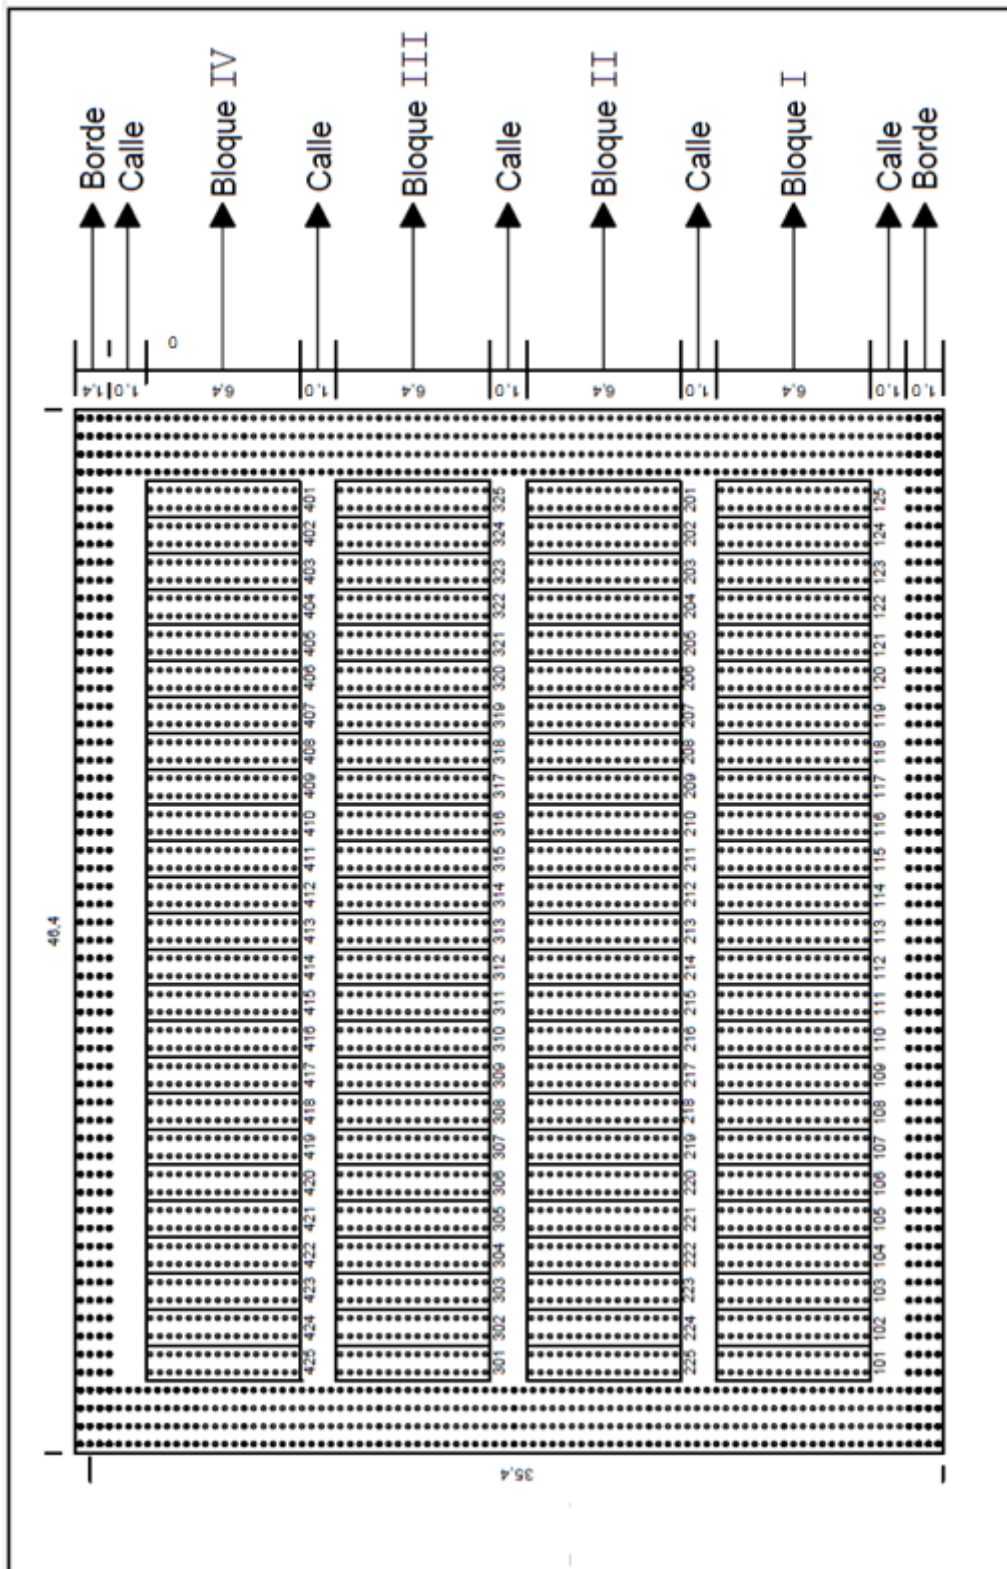 Borde
Calle
Bloque IV
Calle
Bloque III
Calle
Bloque II
Calle
Bloque I
Calle
Borde
0
1,4
1,0
6,4
1,0
6,4
1,0
6,4
1,0
6,4
1,0
1,0
46,4
35,4
401 402 403 404 405 406 407 408 409 410 411 412 413 414 415 416 417 418 419 420 421 422 423 424 425
325 324 323 322 321 320 319 318 317 316 315 314 313 312 311 310 309 308 307 306 305 304 303 302 301
201 202 203 204 205 206 207 208 209 210 211 212 213 214 215 216 217 218 219 220 221 222 223 224 225
125 124 123 122 121 120 119 118 117 116 115 114 113 112 111 110 109 108 107 106 105 104 103 102 101